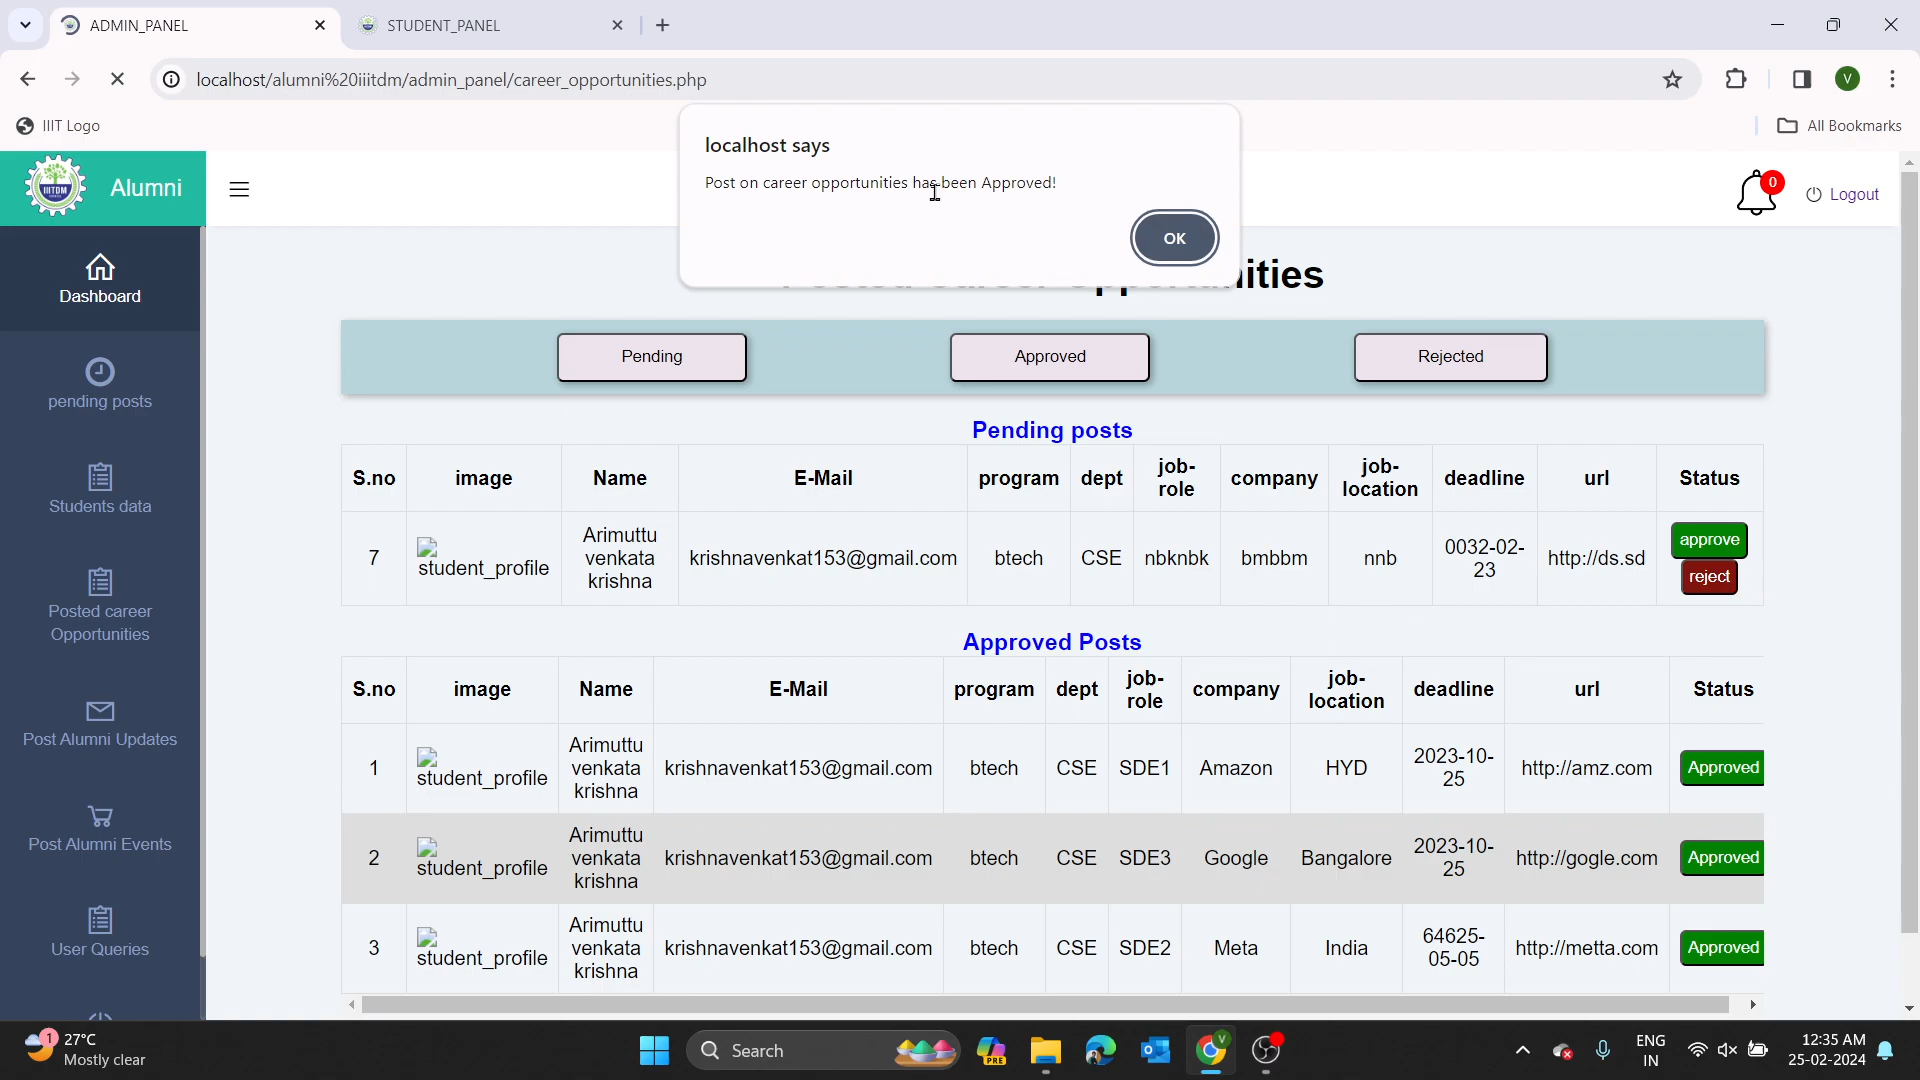 ADMIN_PANEL
STUDENT_PANEL
localhost/alumni%20iiitdm/admin_panel/career_opportunities.php
V
IIIT Logo
All Bookmarks
localhost says
Post on career opportunities has been Approved!
OK
IIITDM
Alumni
0
Logout
Dashboard
pending posts
Students data
Posted career
Opportunities
Post Alumni Updates
Post Alumni Events
User Queries
Posted Career Opportunities
Pending
Approved
Rejected
Pending posts
S.no image Name E-Mail program dept job-role company job-location deadline url Status
7 student_profile Arimuttu venkata krishna krishnavenkat153@gmail.com btech CSE nbknbk bmbbm nnb 0032-02-23 http://ds.sd approve reject
Approved Posts
S.no image Name E-Mail program dept job-role company job-location deadline url Status
1 student_profile Arimuttu venkata krishna krishnavenkat153@gmail.com btech CSE SDE1 Amazon HYD 2023-10-25 http://amz.com Approved
2 student_profile Arimuttu venkata krishna krishnavenkat153@gmail.com btech CSE SDE3 Google Bangalore 2023-10-25 http://gogle.com Approved
3 student_profile Arimuttu venkata krishna krishnavenkat153@gmail.com btech CSE SDE2 Meta India 64625-05-05 http://metta.com Approved
1
27°C
Mostly clear
Search
PRE
V
ENG
IN
12:35 AM
25-02-2024